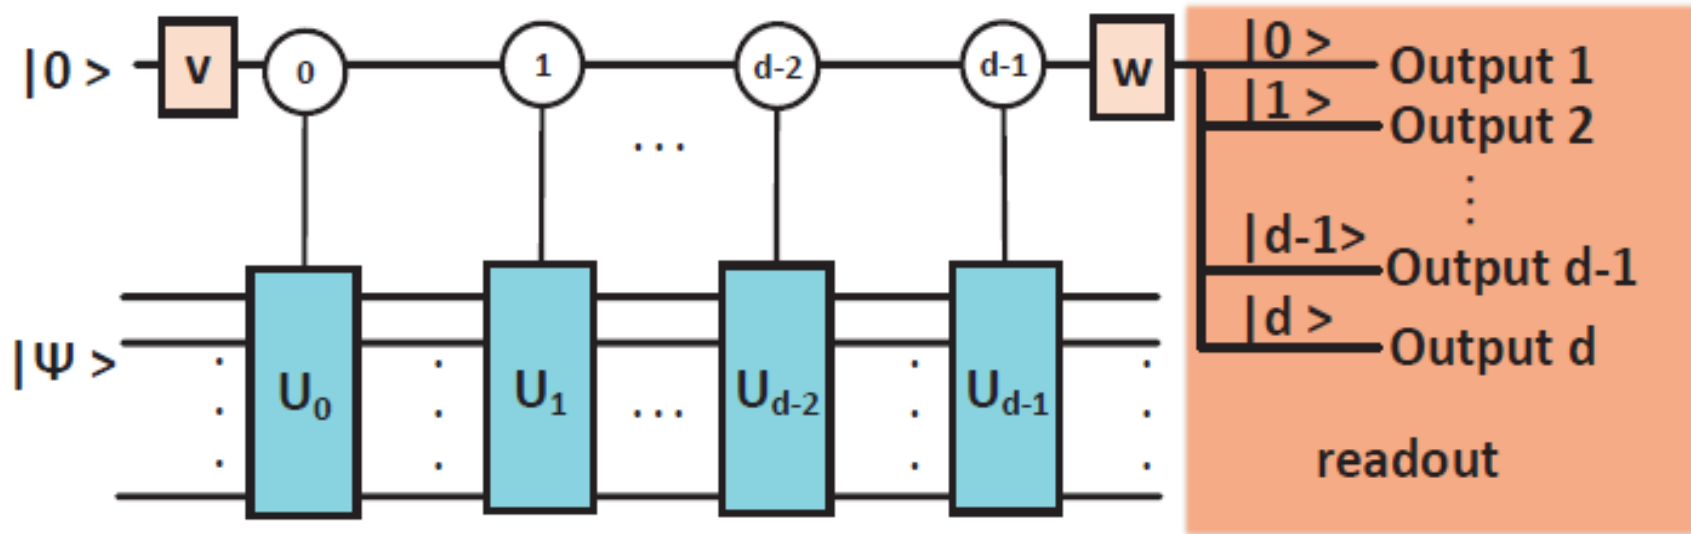 |0 > V 0 1 d-2 d-1 W |0 > Output 1
|1 > Output 2
...
|d-1> Output d-1
|d > Output d
|Ψ > U0 U1 ... Ud-2 Ud-1
readout